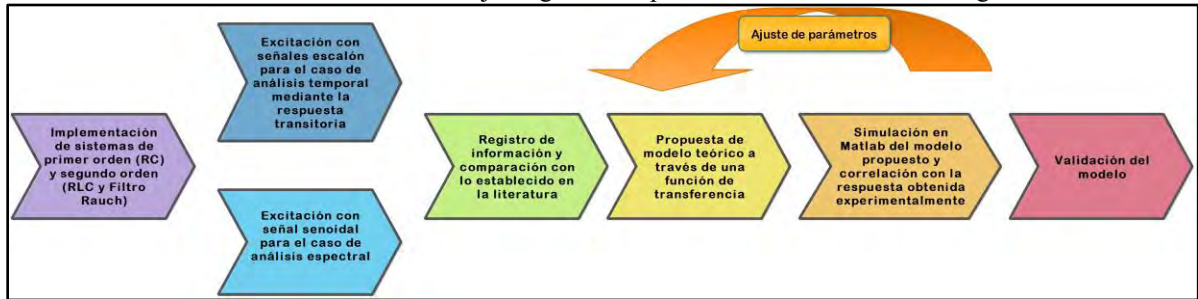 Excitación con
señales escalón
para el caso de
análisis temporal
mediante la
respuesta
transitoria
Ajuste de parámetros
Implementación
de sistemas de
primer orden (RC)
y segundo orden
(RLC y Filtro
Rauch)
Registro de
información y
comparación con
lo establecido en
la literatura
Propuesta de
modelo teórico a
través de una
función de
transferencia
Simulación en
Matlab del modelo
propuesto y
correlación con la
respuesta obtenida
experimentalmente
Validación del
modelo
Excitación con
señal senoidal
para el caso de
análisis espectral